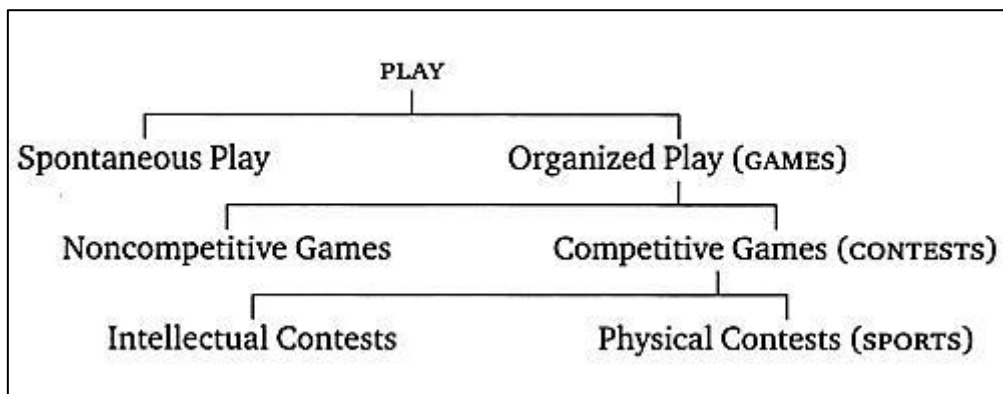 PLAY
Spontaneous Play Organized Play (GAMES)
Noncompetitive Games Competitive Games (CONTESTS)
Intellectual Contests Physical Contests (SPORTS)